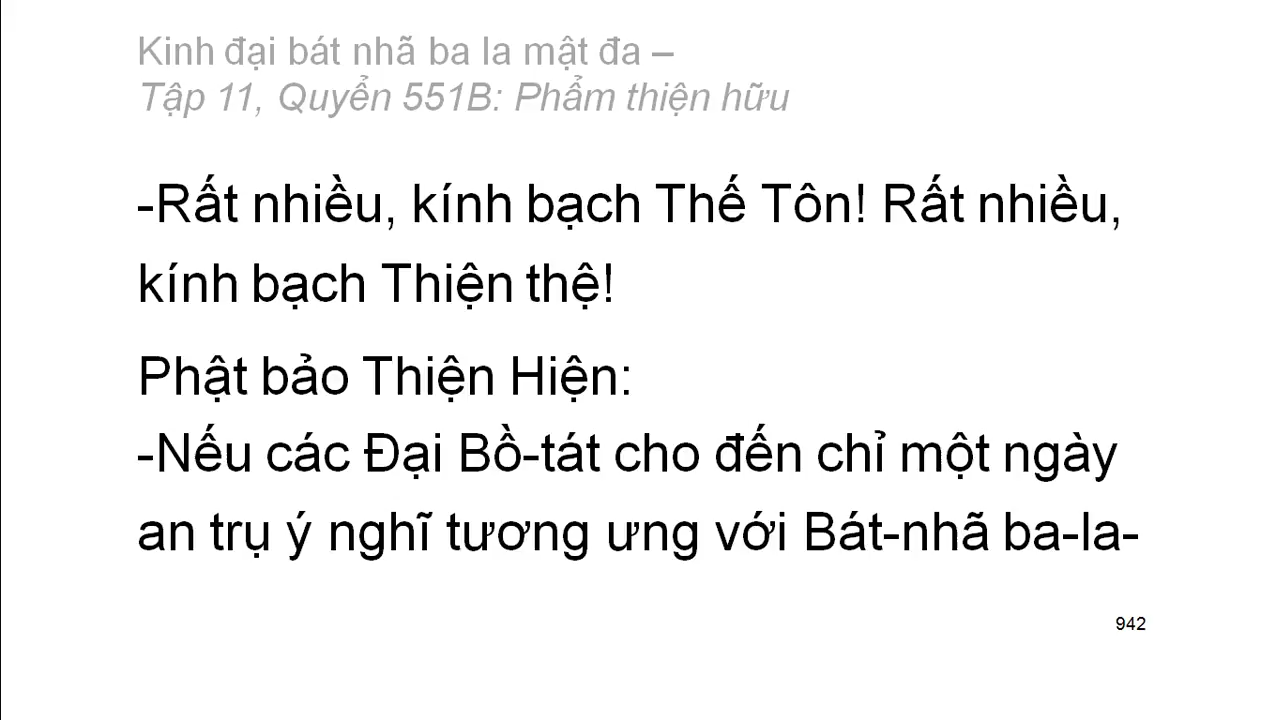 Kinh đại bát nhã ba la mật đa –
Tập 11, Quyển 551B: Phẩm thiện hữu
-Rất nhiều, kính bạch Thế Tôn! Rất nhiều,
kính bạch Thiện thệ!
Phật bảo Thiện Hiện:
-Nếu các Đại Bồ-tát cho đến chỉ một ngày
an trụ ý nghĩ tương ưng với Bát-nhã ba-la-
942